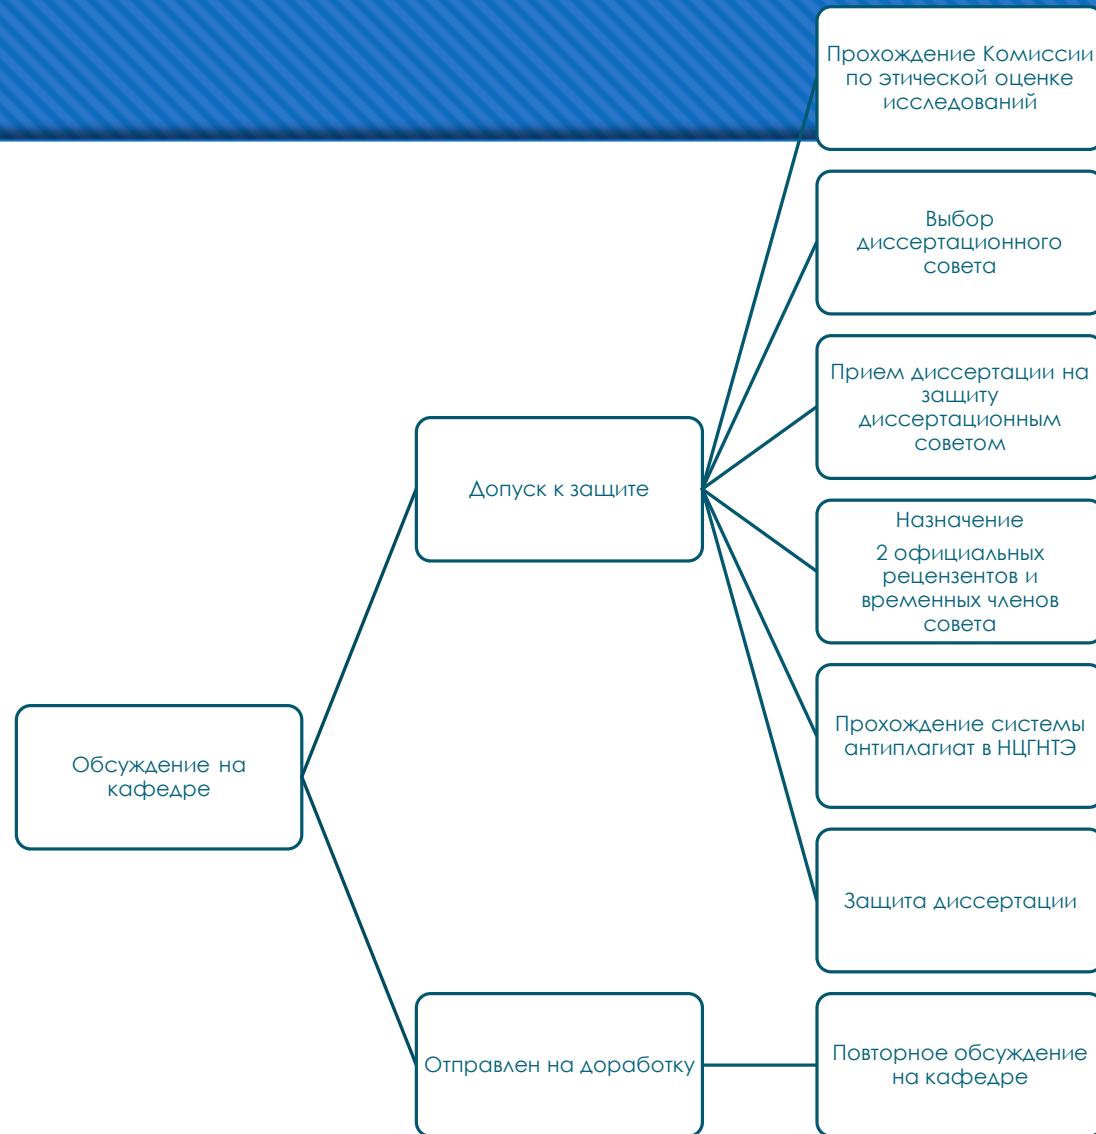 Прохождение Комиссии
по этической оценке
исследований
Выбор
диссертационного
совета
Прием диссертации на
защиту
диссертационным
советом
Допуск к защите
Назначение
2 официальных
рецензентов и
временных членов
совета
Прохождение системы
антиплагиат в НЦГНТЭ
Обсуждение на
кафедре
Защита диссертации
Отправлен на доработку
Повторное обсуждение
на кафедре